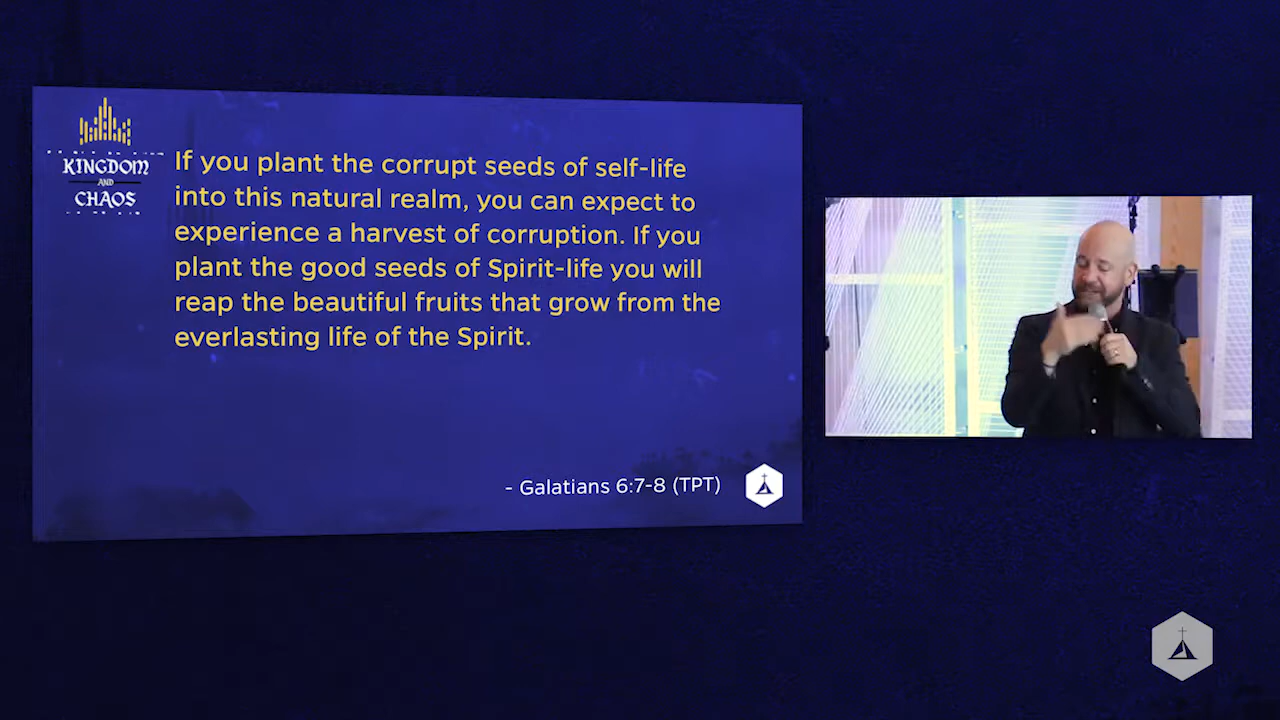 KINGDOM
AND
CHAOS
If you plant the corrupt seeds of self-life
into this natural realm, you can expect to
experience a harvest of corruption. If you
plant the good seeds of Spirit-life you will
reap the beautiful fruits that grow from the
everlasting life of the Spirit.
- Galatians 6:7-8 (TPT)